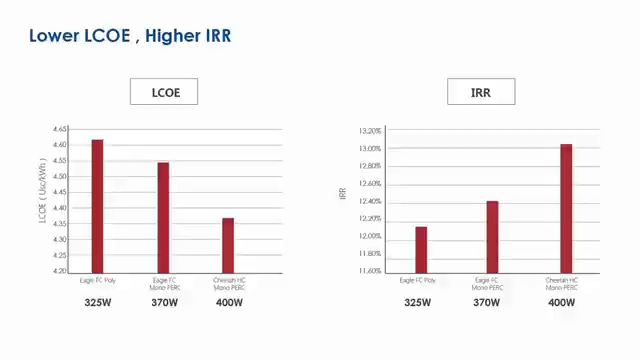 Lower LCOE , Higher IRR
LCOE
IRR
LCOE ( Usc/kWh )
4.65
4.60
4.55
4.50
4.45
4.40
4.35
4.30
4.25
4.20
Eagle FC Poly
Eagle FC
Mono PERC
Cheetah HC
Mono PERC
325W
370W
400W
IRR
13.20%
13.00%
12.80%
12.60%
12.40%
12.20%
12.00%
11.80%
11.60%
Eagle FC Poly
Eagle FC
Mono PERC
Cheetah HC
Mono PERC
325W
370W
400W